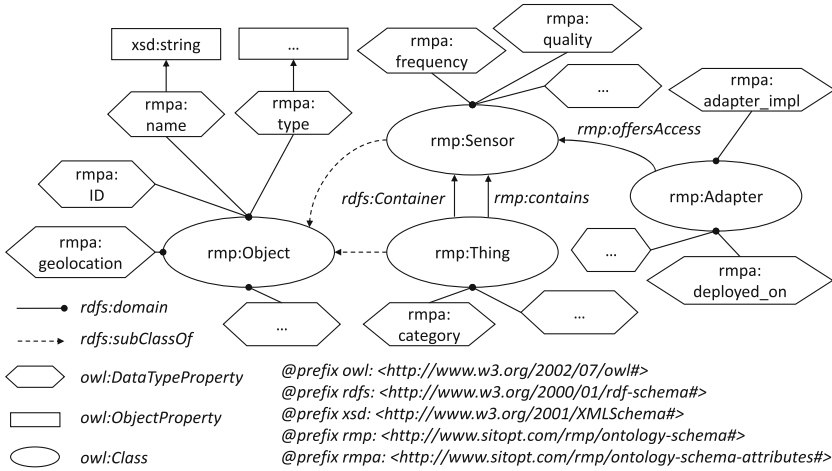 xsd:string
...
rmpa:
frequency
rmpa:
quality
rmpa:
name
rmpa:
type
...
rmpa:
adapter_impl
rmp:Sensor
rmp:offersAccess
rmpa:
ID
rdfs:Container
rmp:contains
rmp:Adapter
rmpa:
geolocation
rmp:Object
rmp:Thing
...
rmpa:
deployed_on
...
rmpa:
category
...
rdfs:domain
rdfs:subClassOf
owl:DataTypeProperty
owl:ObjectProperty
owl:Class
@prefix owl: <http://www.w3.org/2002/07/owl#>
@prefix rdfs: <http://www.w3.org/2000/01/rdf-schema#>
@prefix xsd: <http://www.w3.org/2001/XMLSchema#>
@prefix rmp: <http://www.sitopt.com/rmp/ontology-schema#>
@prefix rmpa: <http://www.sitopt.com/rmp/ontology-schema-attributes#>